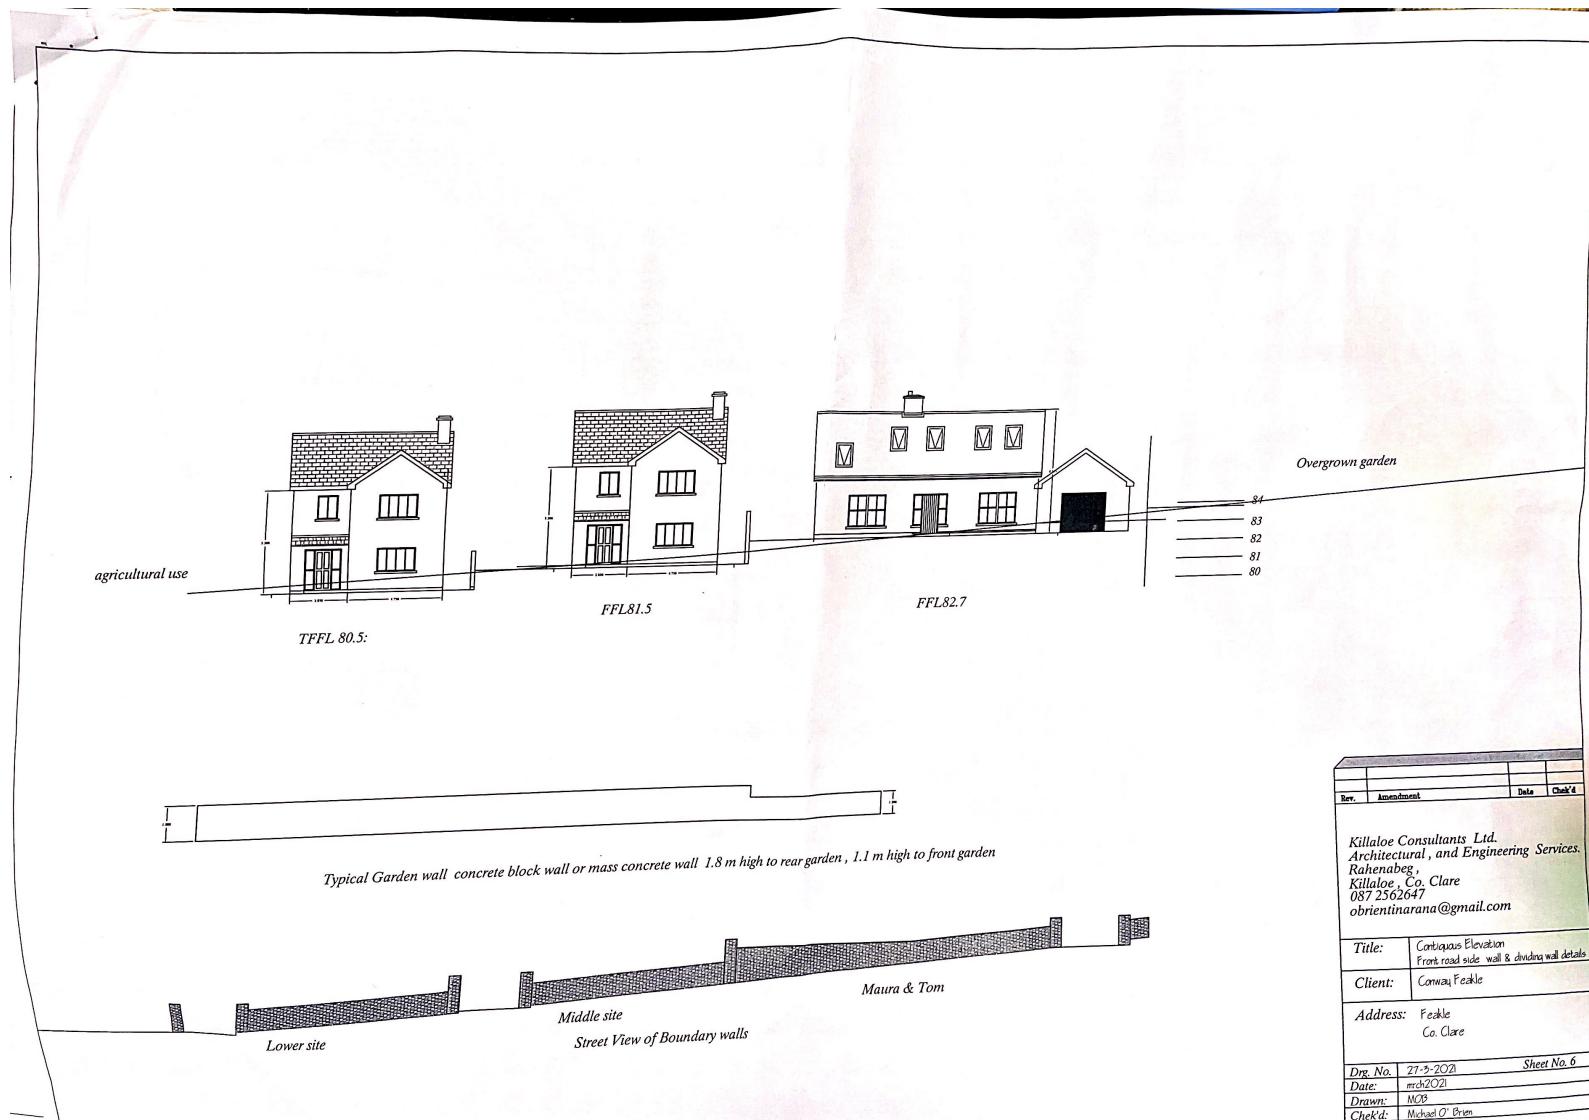 Overgrown garden
84
83
82
81
80
agricultural use
FFL81.5
FFL82.7
TFFL 80.5:
Typical Garden wall concrete block wall or mass concrete wall 1.8 m high to rear garden , 1.1 m high to front garden
Maura & Tom
Middle site
Lower site
Street View of Boundary walls
Rev. Amendment Date Chek'd
Killaloe Consultants Ltd.
Architectural , and Engineering Services.
Rahenabeg ,
Killaloe , Co. Clare
087 2562647
obrientinarana@gmail.com
Title: Contiquos Elevation
Front road side wall & dividing wall details
Client: Conway Feakle
Address: Feakle
Co. Clare
Drg. No. 27-3-2021 Sheet No. 6
Date: mrch2021
Drawn: MOB
Chek'd: Michael O' Brien